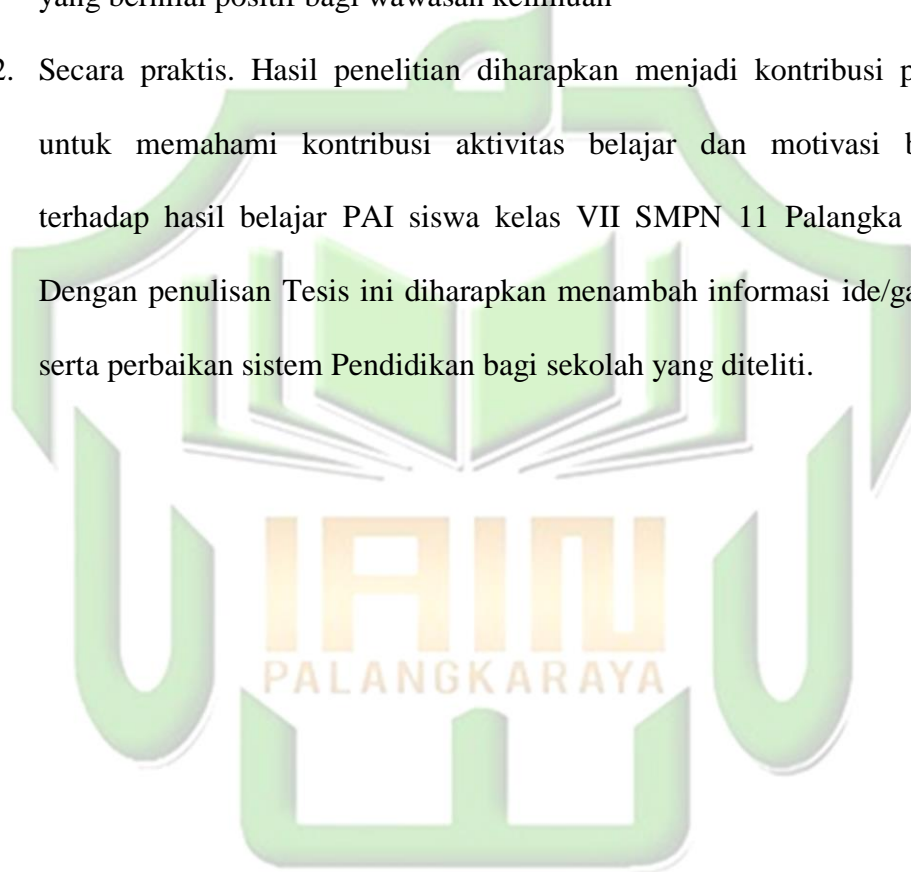 yang bernilai positif bagi wawasan keilmuan
2. Secara praktis. Hasil penelitian diharapkan menjadi kontribusi
untuk memahami kontribusi aktivitas belajar dan motivasi
terhadap hasil belajar PAI siswa kelas VII SMPN 11 Palangka
Dengan penulisan Tesis ini diharapkan menambah informasi
serta perbaikan sistem Pendidikan bagi sekolah yang diteliti.
IAIN
PALANGKARAYA